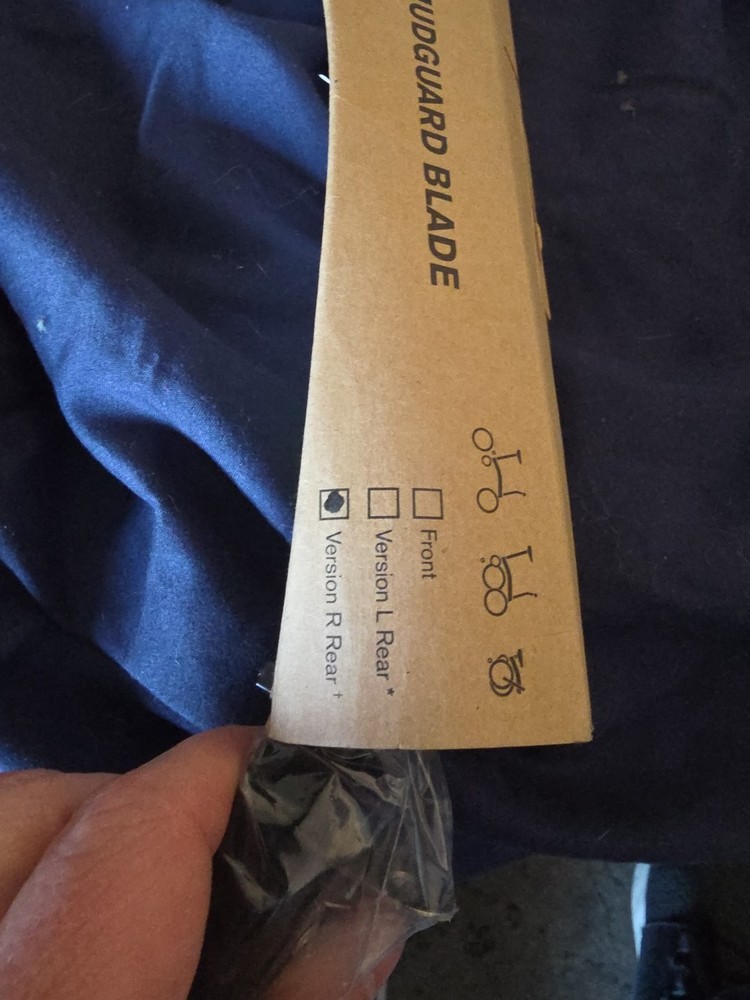 UDGUARD BLADE
Front
Version L Rear *
Version R Rear †